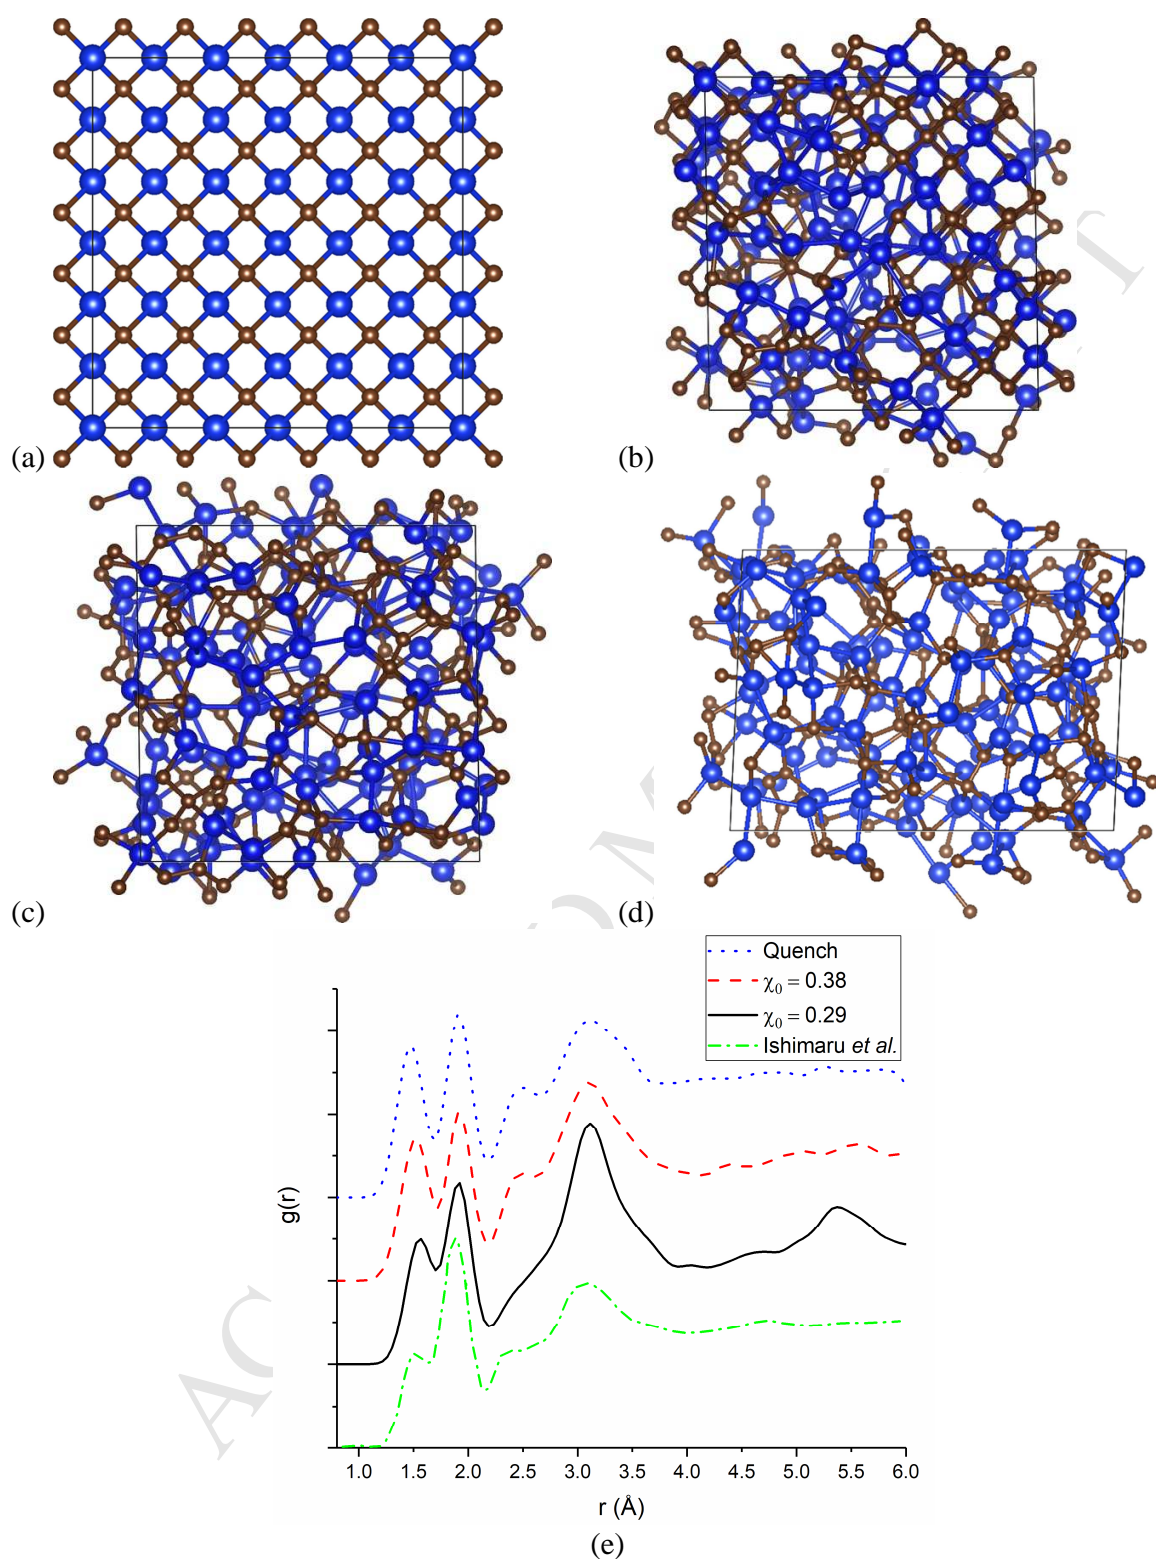 (a)
(b)
(c)
(d)
Quench
χ₀ = 0.38
χ₀ = 0.29
Ishimaru et al.
g(r)
1.0 1.5 2.0 2.5 3.0 3.5 4.0 4.5 5.0 5.5 6.0
r (Å)
(e)